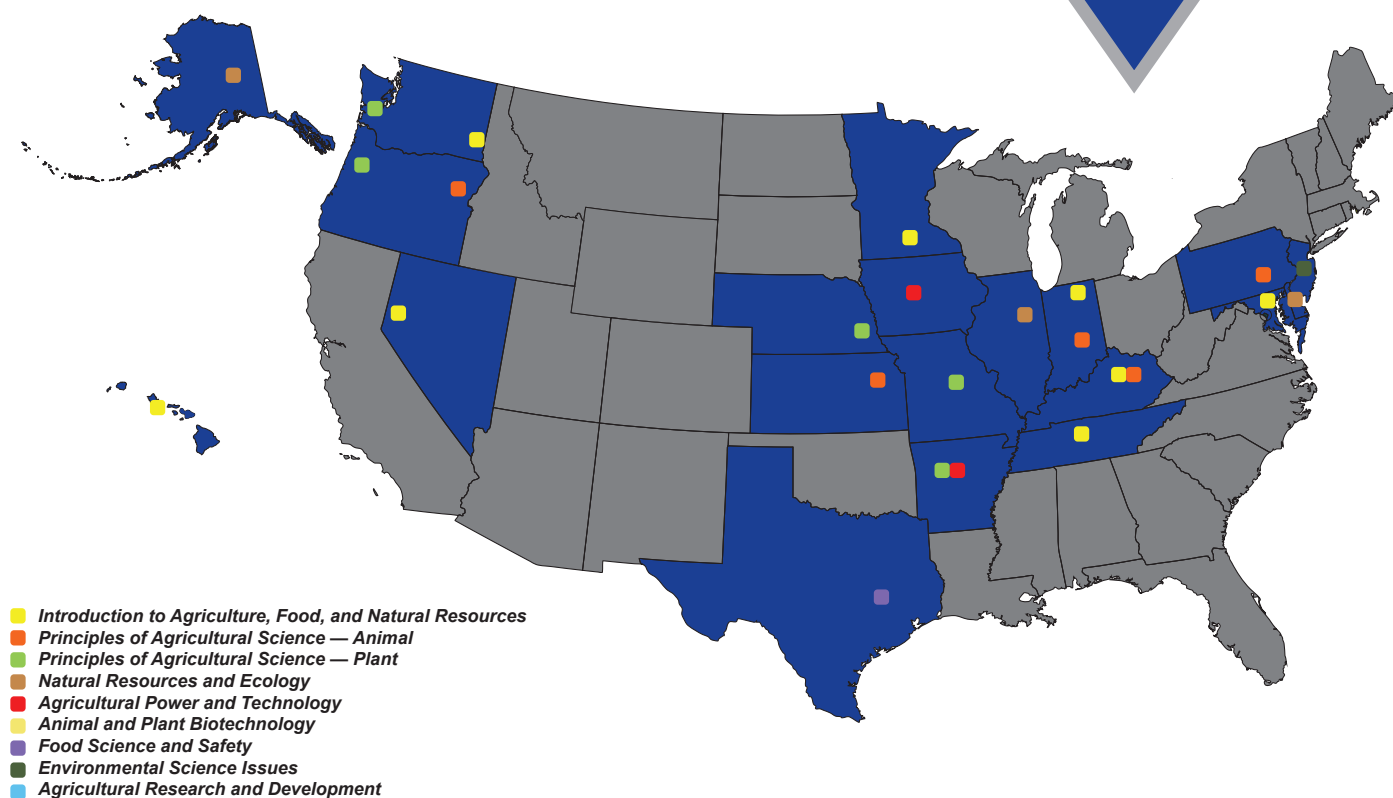 Introduction to Agriculture, Food, and Natural Resources
Principles of Agricultural Science — Animal
Principles of Agricultural Science — Plant
Natural Resources and Ecology
Agricultural Power and Technology
Animal and Plant Biotechnology
Food Science and Safety
Environmental Science Issues
Agricultural Research and Development